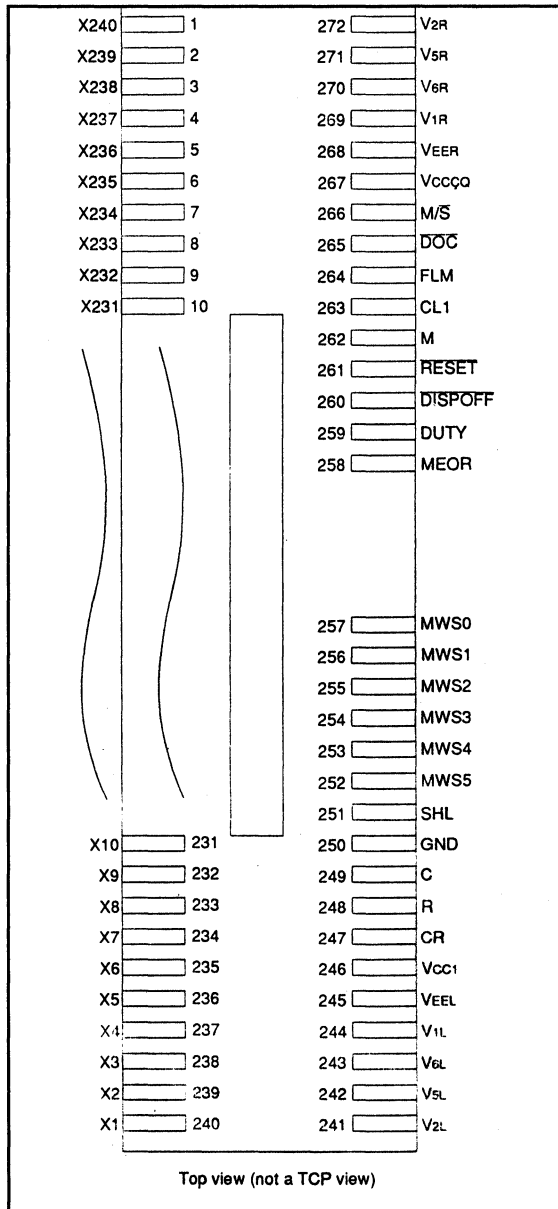 X240 1 272 V2R
X239 2 271 V5R
X238 3 270 V6R
X237 4 269 V1R
X236 5 268 VEER
X235 6 267 VCCÇQ
X234 7 266 M/S̅
X233 8 265 D̅O̅C̅
X232 9 264 FLM
X231 10 263 CL1
262 M
261 R̅E̅S̅E̅T̅
260 D̅I̅S̅P̅O̅F̅F̅
259 DUTY
258 MEOR
257 MWS0
256 MWS1
255 MWS2
254 MWS3
253 MWS4
252 MWS5
251 SHL
X10 231 250 GND
X9 232 249 C
X8 233 248 R
X7 234 247 CR
X6 235 246 VCC1
X5 236 245 VEEL
X4 237 244 V1L
X3 238 243 V6L
X2 239 242 V5L
X1 240 241 V2L
Top view (not a TCP view)